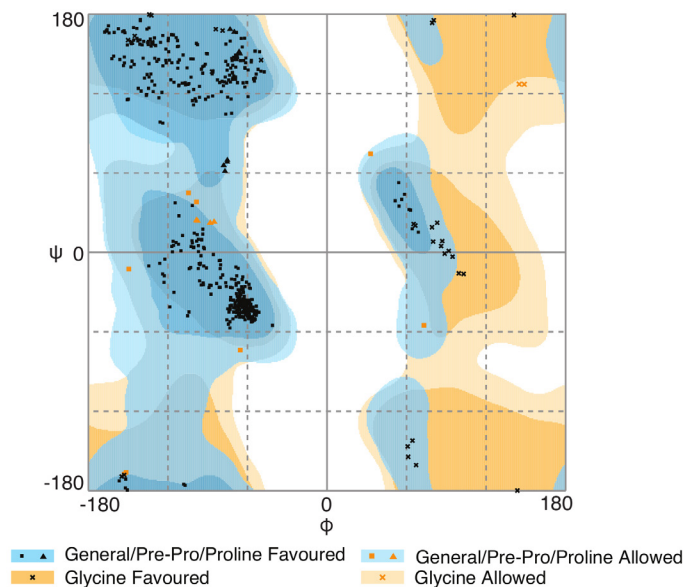 180
ψ 0
-180
-180 0 180
Φ
General/Pre-Pro/Proline Favoured General/Pre-Pro/Proline Allowed
Glycine Favoured Glycine Allowed